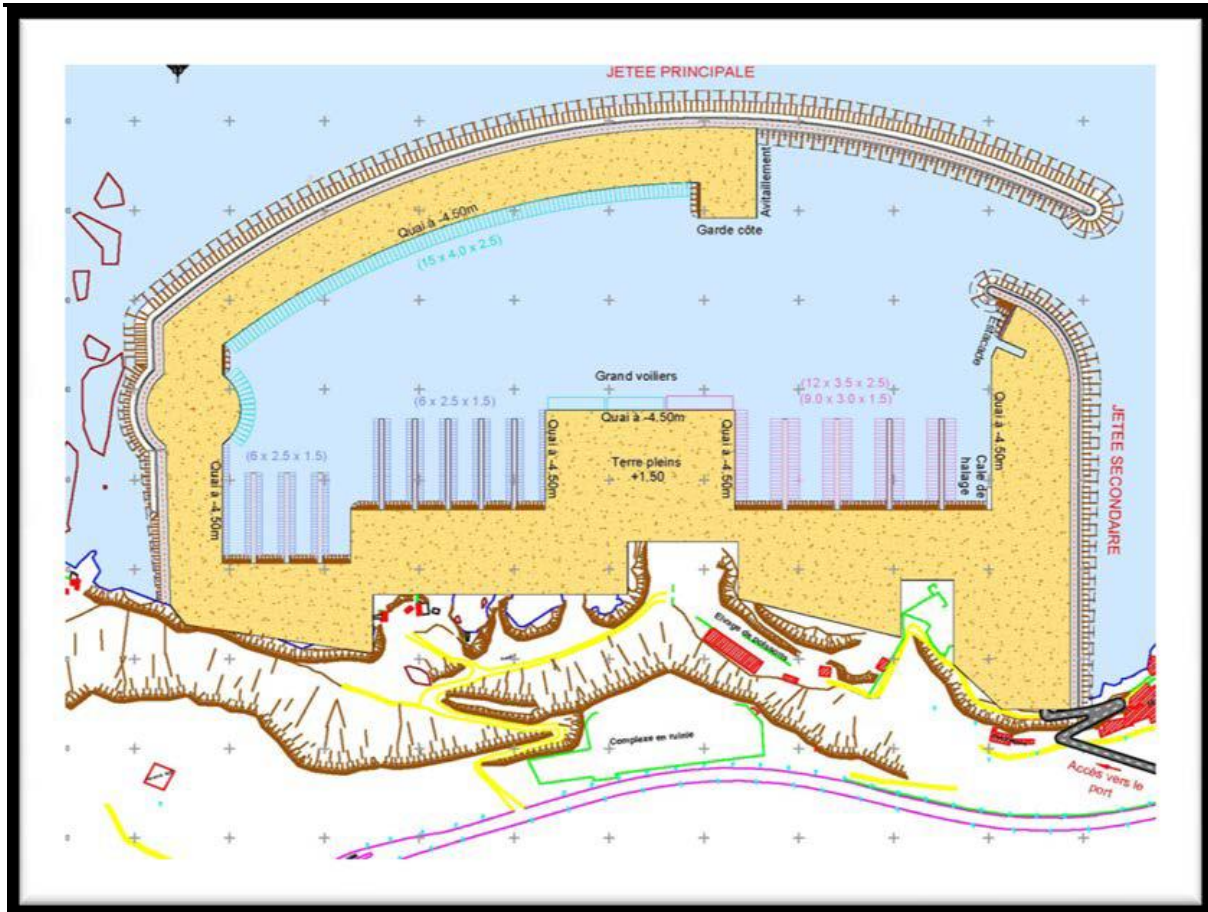 JETEE PRINCIPALE
Avitaillement
Quai à -4.50m
Garde côte
(15 x 4.0 x 2.5)
Estacade
Grand voiliers
(12 x 3.5 x 2.5)
(9.0 x 3.0 x 1.5)
(6 x 2.5 x 1.5)
Quai à -4.50m
JETEE SECONDAIRE
Quai à -4.50m
(6 x 2.5 x 1.5)
Quai à -4.50m
Quai à -4.50m
Quai à -4.50m
Terre pleins
+1.50
Cale de
halage
Complexe en ruinie
Accès vers le
port